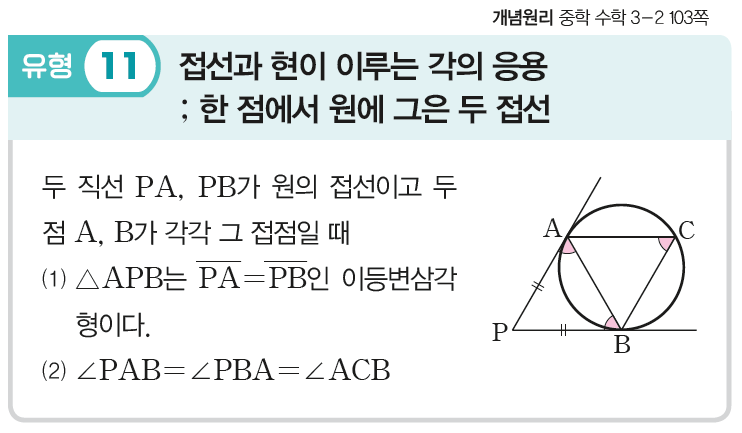 개념원리 중학 수학 3-2 103쪽
유형 11 접선과 현이 이루는 각의 응용
; 한 점에서 원에 그은 두 접선
두 직선 PA, PB가 원의 접선이고 두
점 A, B가 각각 그 접점일 때
(1) △APB는 P̅A̅=P̅B̅인 이등변삼각
형이다.
(2) ∠PAB=∠PBA=∠ACB
A
C
P
B